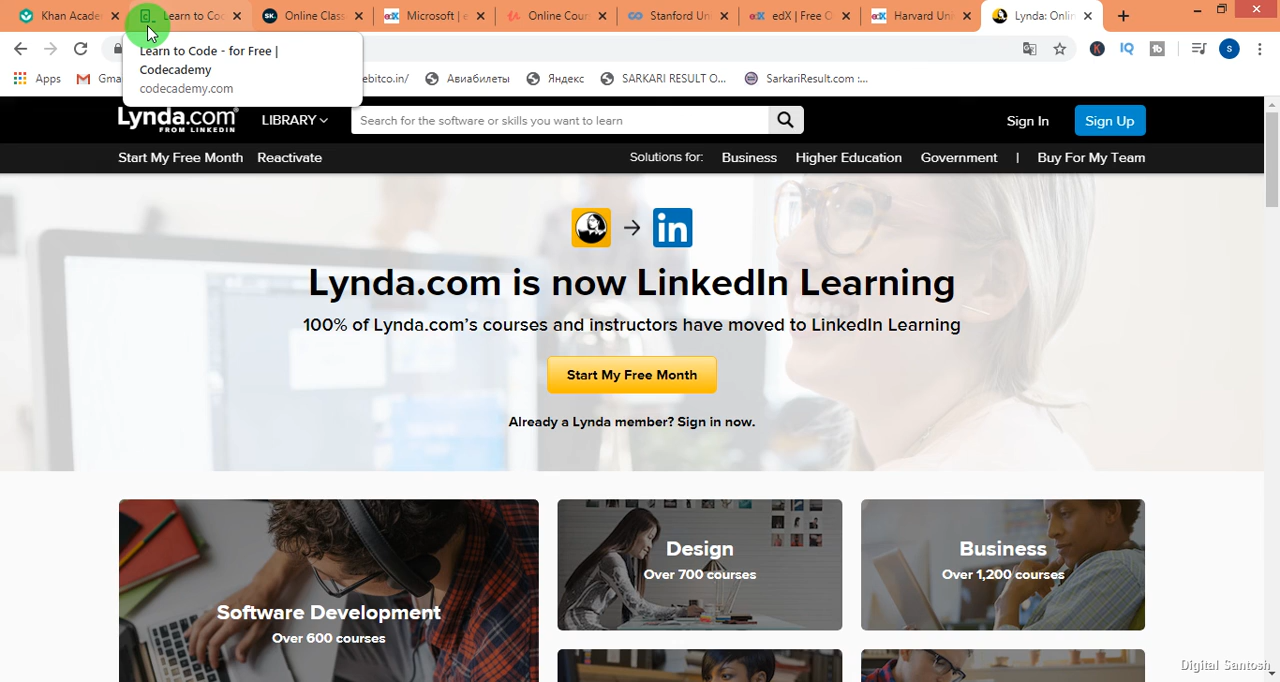 Khan Acade
Learn to Co
Online Clas
Microsoft | e
Online Cour
Stanford Un
edX | Free O
Harvard Uni
Lynda: Onlin
Learn to Code - for Free |
Codecademy
codecademy.com
Apps
Gma
ebitco.in/
Авиабилеты
Яндекс
SARKARI RESULT O...
SarkariResult.com :...
Lynda.com
FROM LINKEDIN
LIBRARY
Search for the software or skills you want to learn
Sign In
Sign Up
Start My Free Month
Reactivate
Solutions for:
Business
Higher Education
Government
|
Buy For My Team
in
Lynda.com is now LinkedIn Learning
100% of Lynda.com’s courses and instructors have moved to LinkedIn Learning
Start My Free Month
Already a Lynda member? Sign in now.
Software Development
Over 600 courses
Design
Over 700 courses
Business
Over 1,200 courses
Digital Santosh